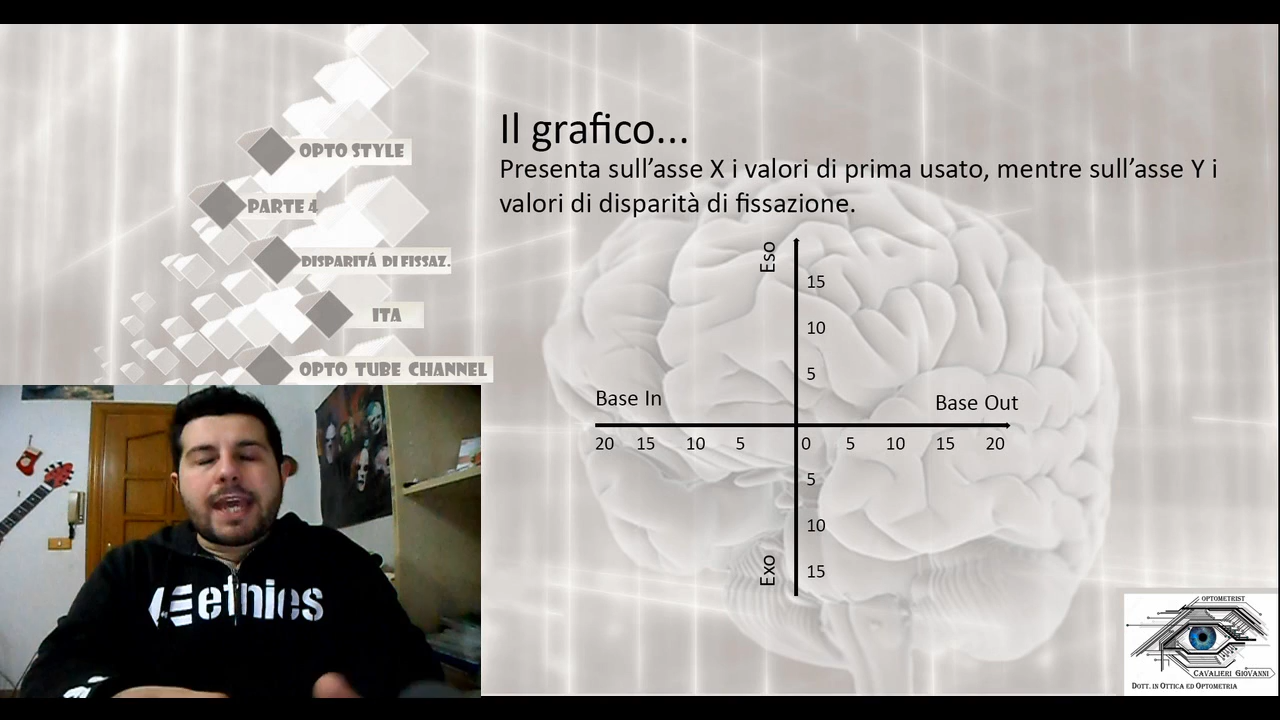 OPTO STYLE
PARTE 4
DISPARITÁ DI FISSAZ.
ITA
OPTO TUBE CHANNEL
Il grafico...
Presenta sull’asse X i valori di prima usato, mentre sull’asse Y i
valori di disparità di fissazione.
Eso
15
10
5
Base In
Base Out
20 15 10 5 0 5 10 15 20
5
10
15
Exo
etnies
OPTOMETRIST
CAVALIERI GIOVANNI
DOTT. IN OTTICA ED OPTOMETRIA